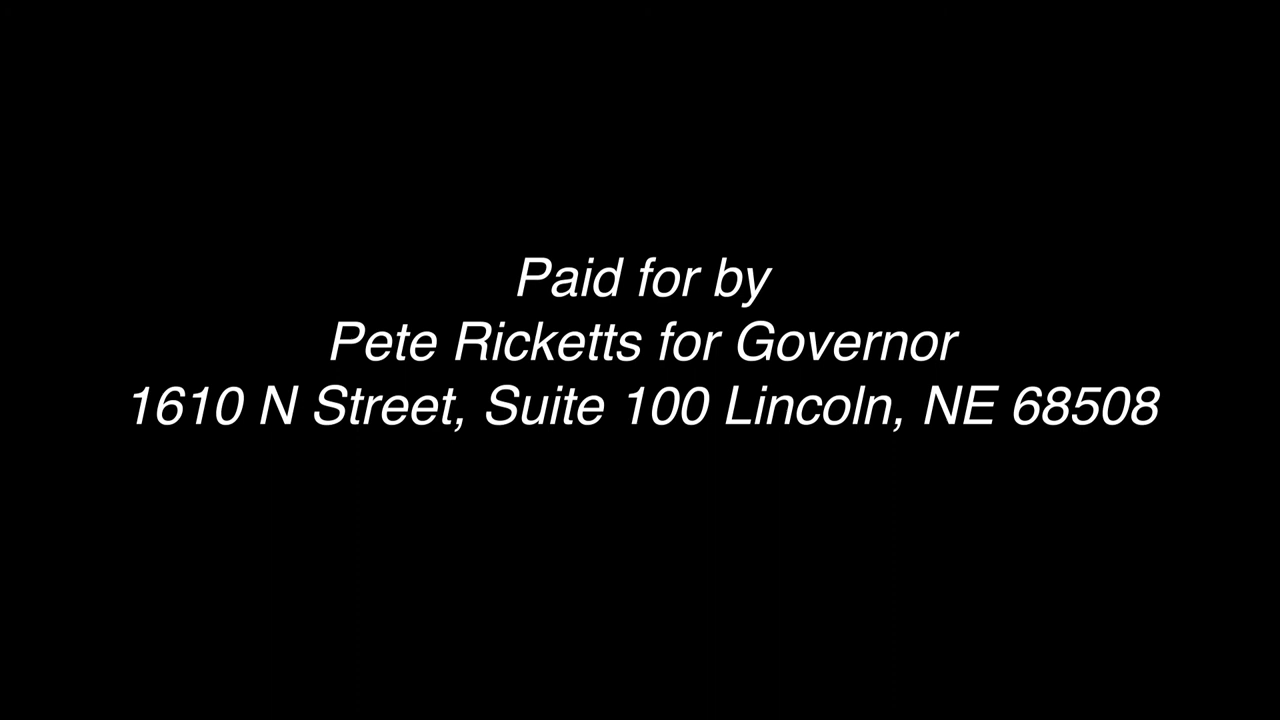 Paid for by
Pete Ricketts for Governor
1610 N Street, Suite 100 Lincoln, NE 68508